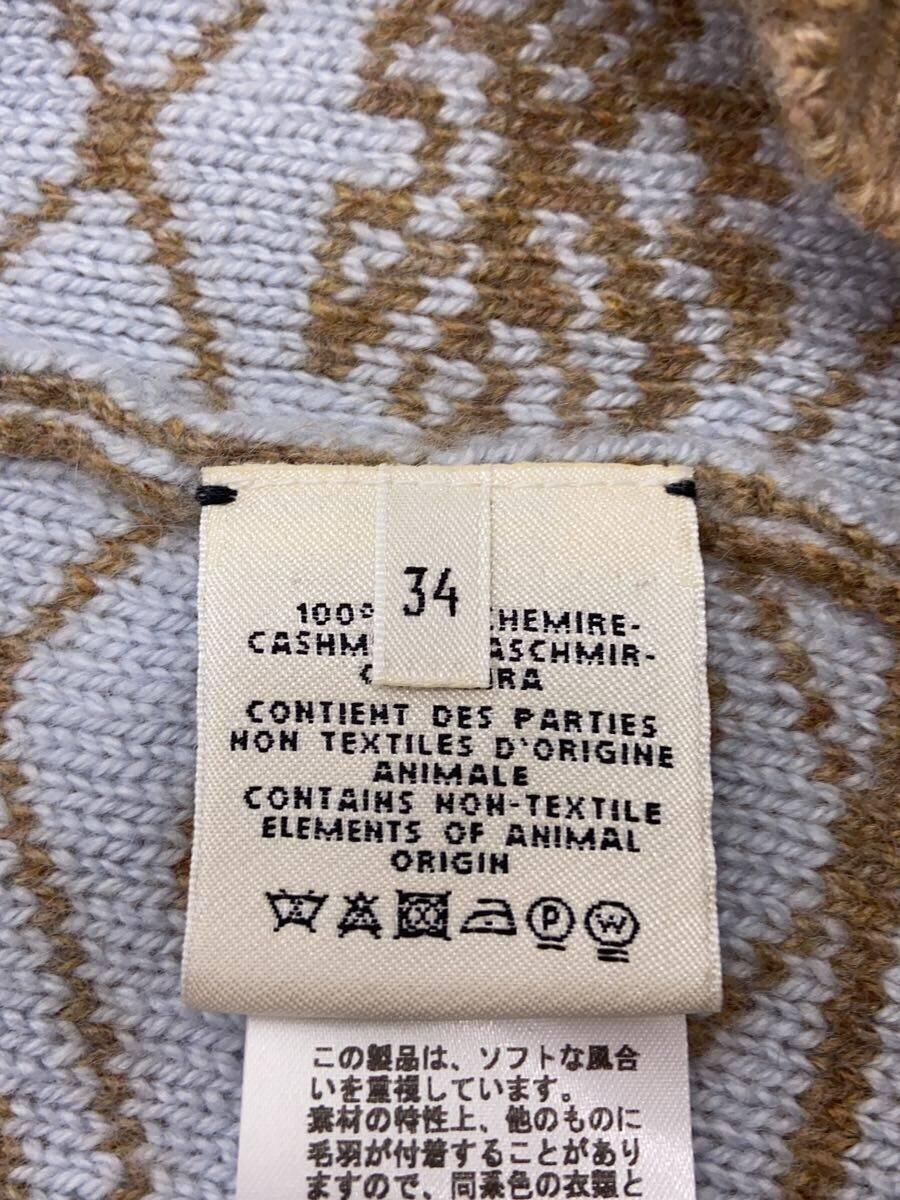 34
100%
CASHM ASCHMIR-
CONTIENT DES PARTIES
NON TEXTILES D'ORIGINE
ANIMALE
CONTAINS NON-TEXTILE
ELEMENTS OF ANIMAL
ORIGIN
P W
この製品は、ソフトな風合
いを重視しています。
素材の特性上、他のものに
毛羽が付着することがあり
ますので、同系色の衣類と